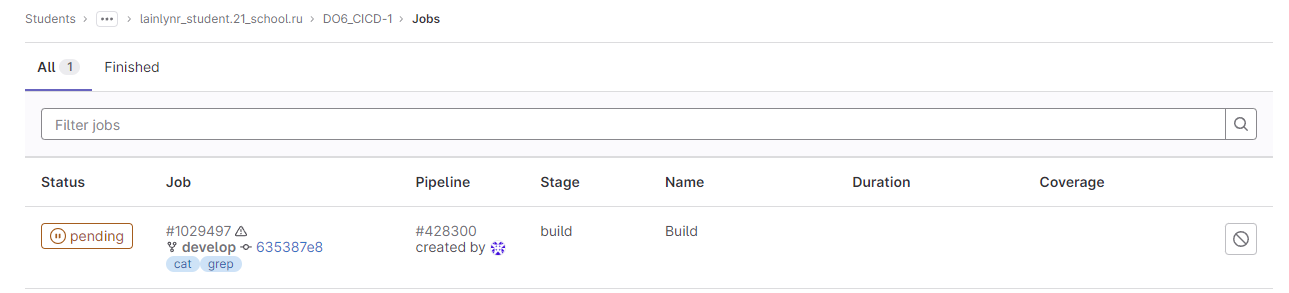 Students > ... > lainlynr_student.21_school.ru > DO6_CICD-1 > Jobs
All 1 Finished
Filter jobs
Status Job Pipeline Stage Name Duration Coverage
pending #1029497 #428300 build Build
develop 635387e8 created by
cat grep